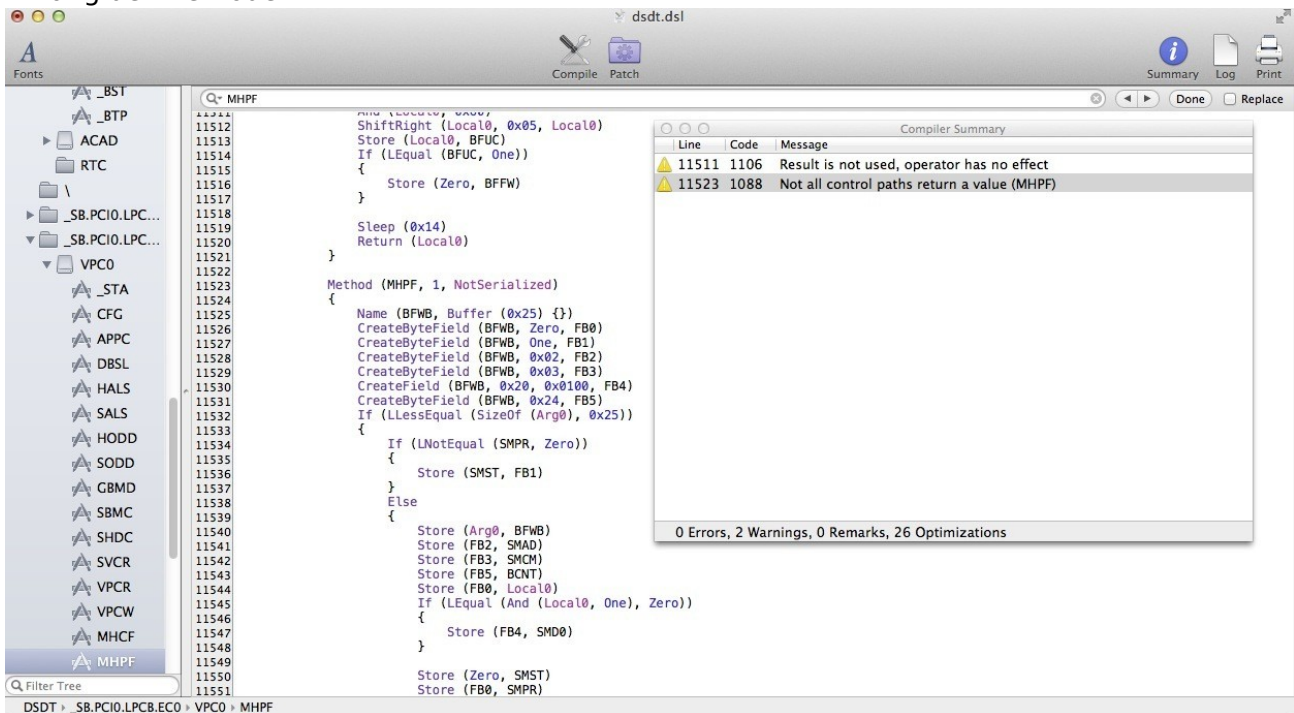 dsdt.dsl
A
Fonts
Compile
Patch
Summary
Log
Print
_BST
_BTP
ACAD
RTC
\
_SB.PCI0.LPC...
_SB.PCI0.LPC...
VPC0
_STA
CFG
APPC
DBSL
HALS
SALS
HODD
SODD
GBMD
SBMC
SHDC
SVCR
VPCR
VPCW
MHCF
MHPF
Filter Tree
MHPF
Done
Replace
11511 And (Local0, 0x60)
11512 ShiftRight (Local0, 0x05, Local0)
11513 Store (Local0, BFUC)
11514 If (LEqual (BFUC, One))
11515 {
11516 Store (Zero, BFFW)
11517 }
11518
11519 Sleep (0x14)
11520 Return (Local0)
11521 }
11522
11523 Method (MHPF, 1, NotSerialized)
11524 {
11525 Name (BFWB, Buffer (0x25) {})
11526 CreateByteField (BFWB, Zero, FB0)
11527 CreateByteField (BFWB, One, FB1)
11528 CreateByteField (BFWB, 0x02, FB2)
11529 CreateByteField (BFWB, 0x03, FB3)
11530 CreateField (BFWB, 0x20, 0x0100, FB4)
11531 CreateByteField (BFWB, 0x24, FB5)
11532 If (LLessEqual (SizeOf (Arg0), 0x25))
11533 {
11534 If (LNotEqual (SMPR, Zero))
11535 {
11536 Store (SMST, FB1)
11537 }
11538 Else
11539 {
11540 Store (Arg0, BFWB)
11541 Store (FB2, SMAD)
11542 Store (FB3, SMCM)
11543 Store (FB5, BCNT)
11544 Store (FB0, Local0)
11545 If (LEqual (And (Local0, One), Zero))
11546 {
11547 Store (FB4, SMD0)
11548 }
11549
11550 Store (Zero, SMST)
11551 Store (FB0, SMPR)
Compiler Summary
Line Code Message
11511 1106 Result is not used, operator has no effect
11523 1088 Not all control paths return a value (MHPF)
0 Errors, 2 Warnings, 0 Remarks, 26 Optimizations
DSDT › _SB.PCI0.LPCB.EC0 › VPC0 › MHPF